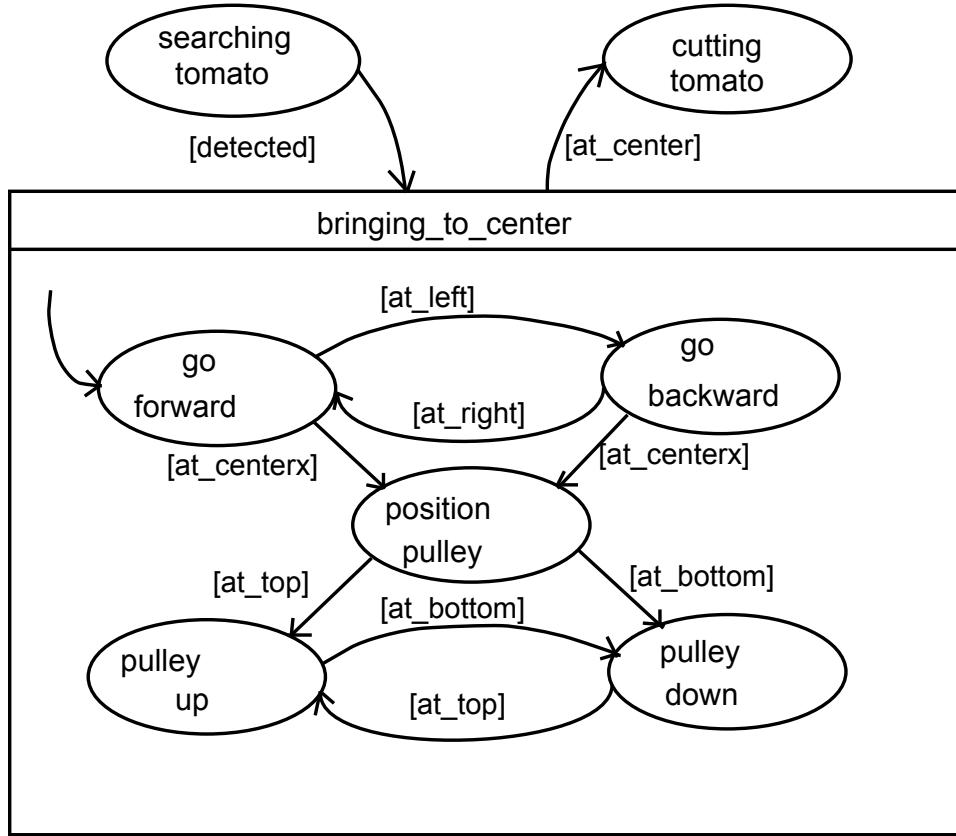 searching
tomato
cutting
tomato
[detected]
[at_center]
bringing_to_center
[at_left]
go
forward
go
backward
[at_right]
[at_centerx]
[at_centerx]
position
pulley
[at_top]
[at_bottom]
[at_bottom]
pulley
up
pulley
down
[at_top]